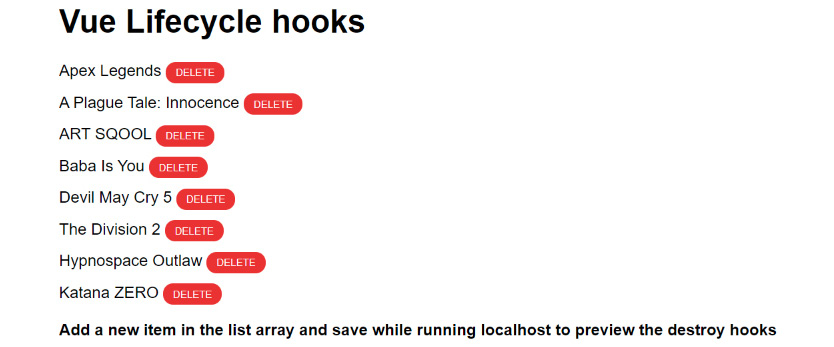 Vue Lifecycle hooks
Apex Legends DELETE
A Plague Tale: Innocence DELETE
ART SQOOL DELETE
Baba Is You DELETE
Devil May Cry 5 DELETE
The Division 2 DELETE
Hypnospace Outlaw DELETE
Katana ZERO DELETE
Add a new item in the list array and save while running localhost to preview the destroy hooks